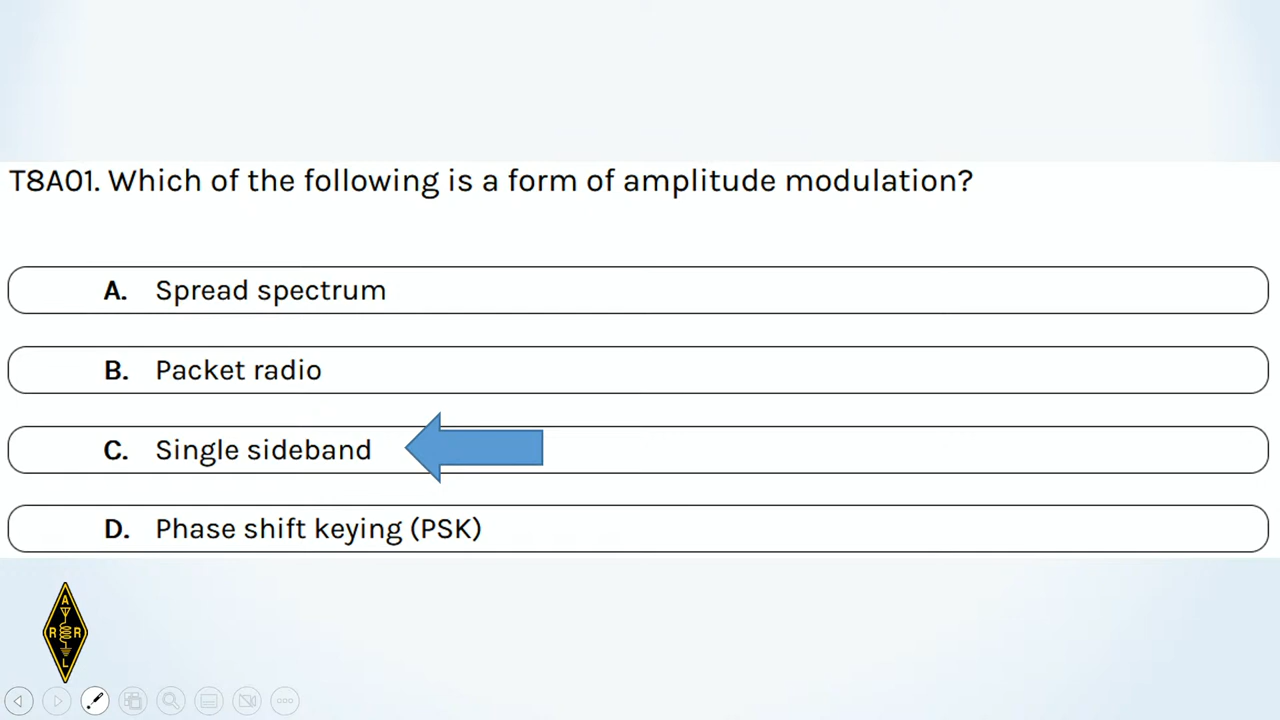 T8A01. Which of the following is a form of amplitude modulation?
A. Spread spectrum
B. Packet radio
C. Single sideband
D. Phase shift keying (PSK)
A
R R
L